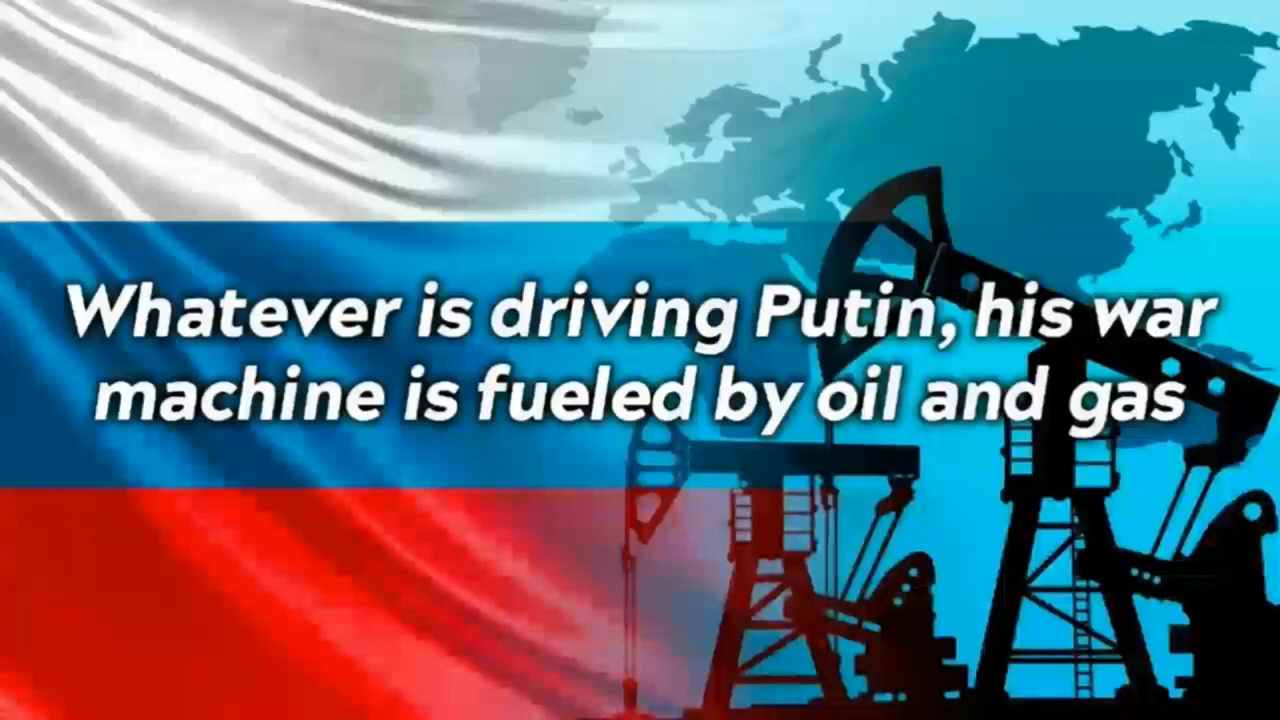 Whatever is driving Putin, his war
machine is fueled by oil and gas